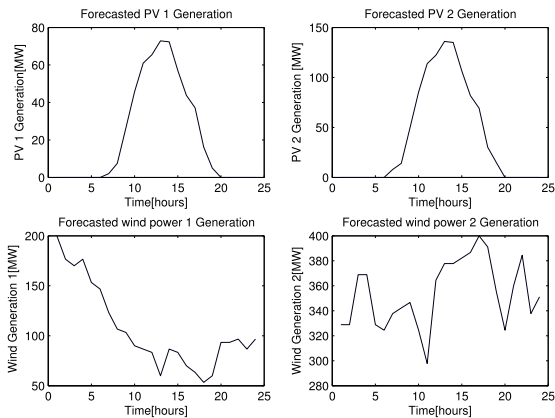 Forecasted PV 1 Generation
80
60
40
20
0
PV 1 Generation[MW]
0 5 10 15 20 25
Time[hours]
Forecasted PV 2 Generation
150
100
50
0
PV 2 Generation[MW]
0 5 10 15 20 25
Time[hours]
Forecasted wind power 1 Generation
200
150
100
50
Wind Generation 1[MW]
0 5 10 15 20 25
Time[hours]
Forecasted wind power 2 Generation
400
380
360
340
320
300
280
Wind Generation 2[MW]
0 5 10 15 20 25
Time[hours]